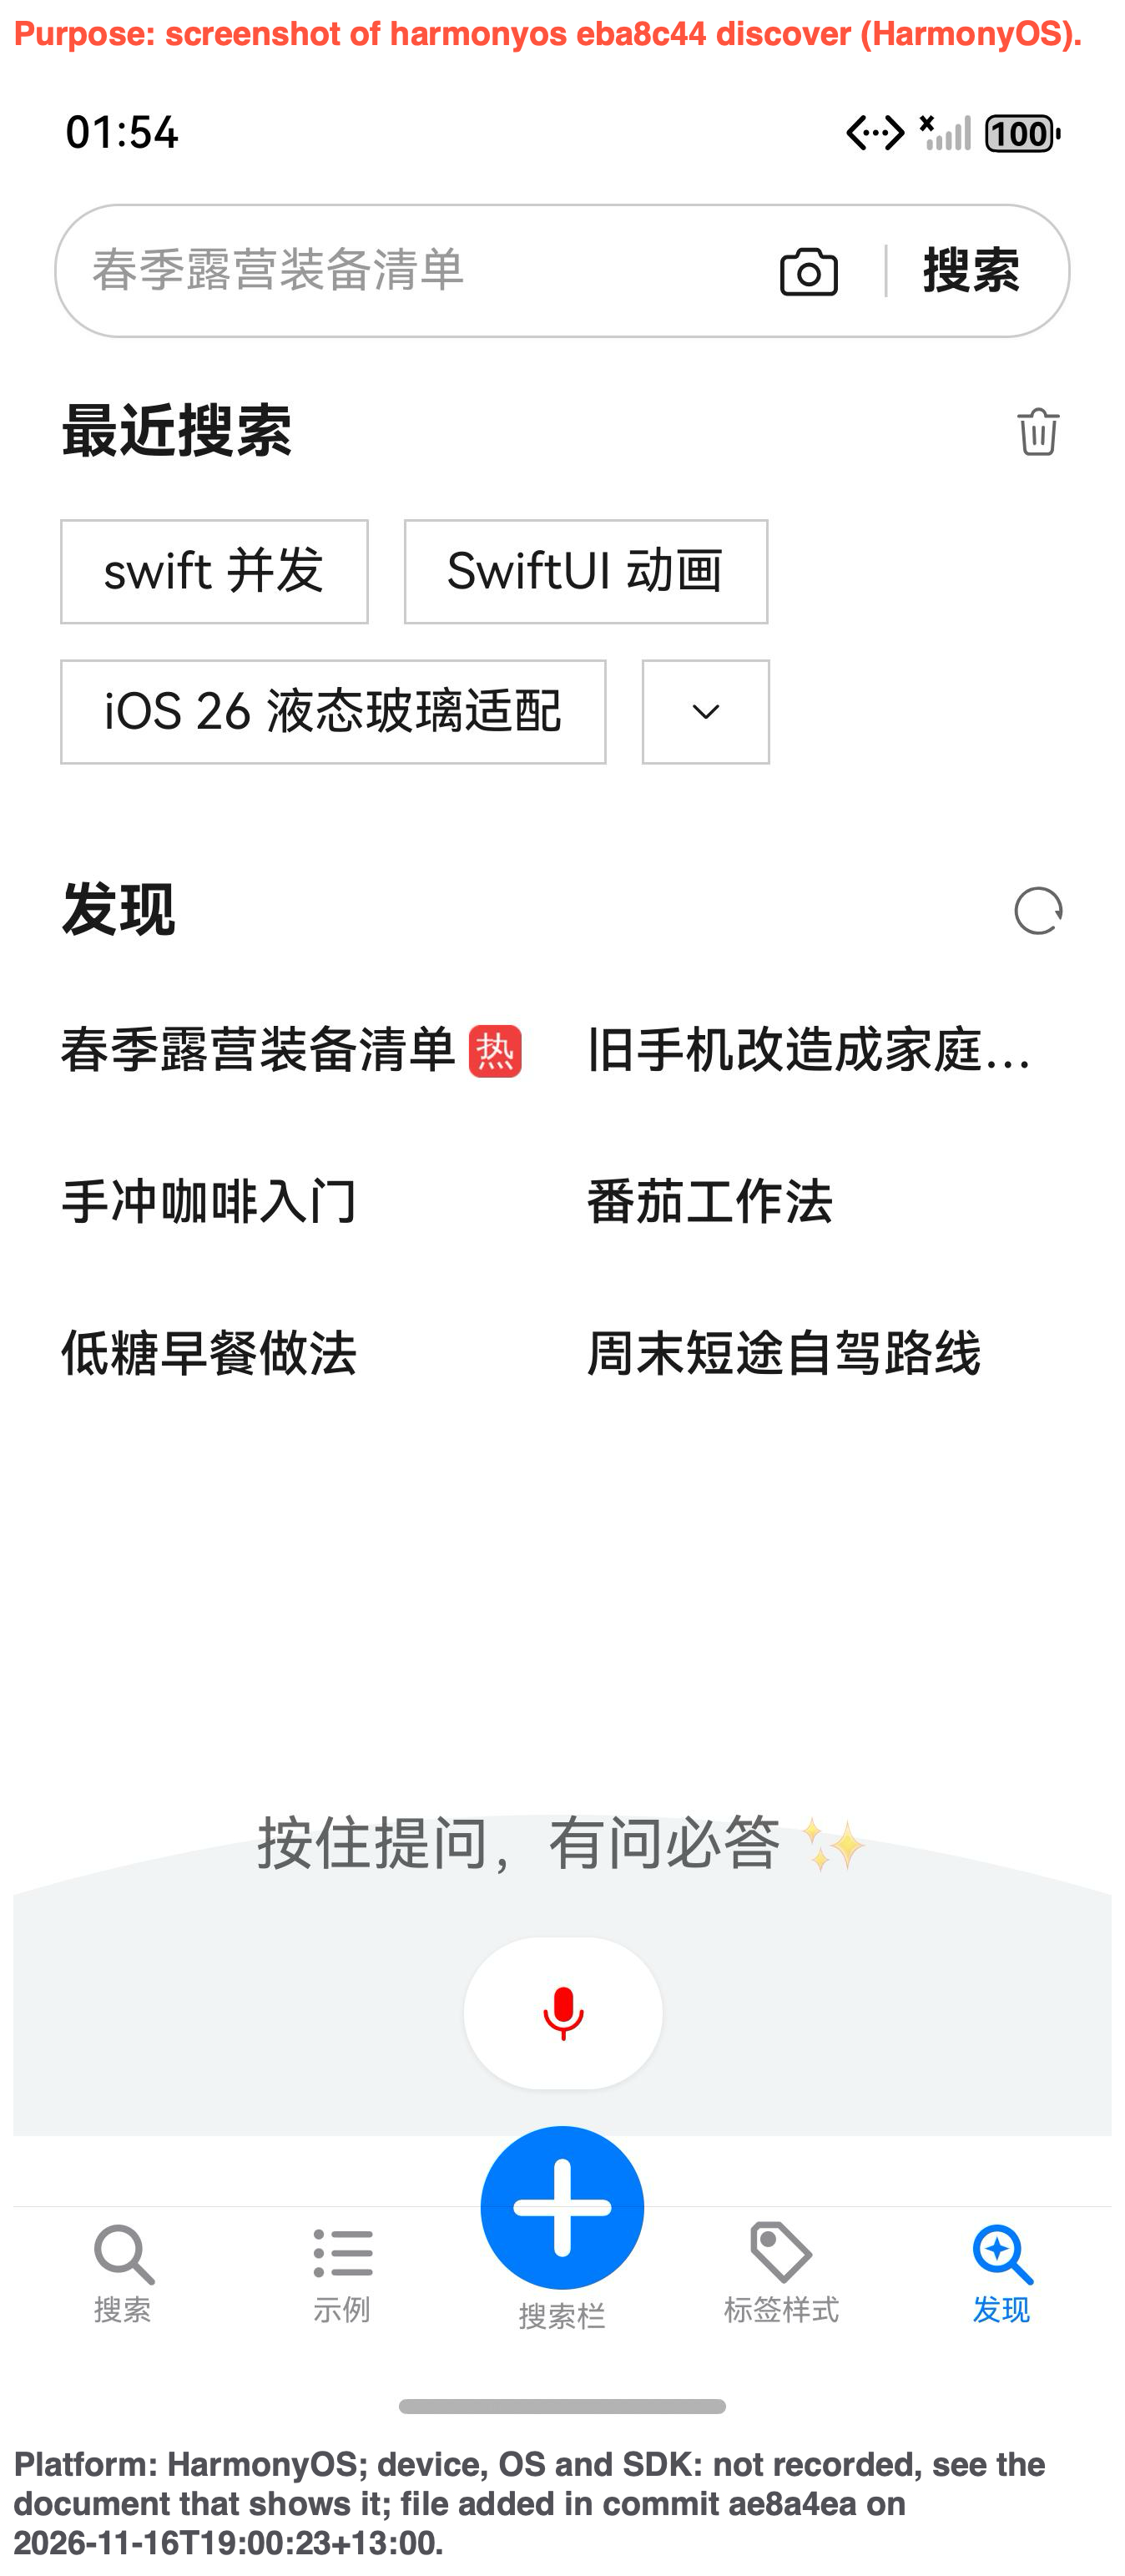 Purpose: screenshot of harmonyos eba8c44 discover (HarmonyOS).
01:54
100
春季露营装备清单
搜索
最近搜索
swift 并发
SwiftUI 动画
iOS 26 液态玻璃适配
发现
春季露营装备清单 热
旧手机改造成家庭...
手冲咖啡入门
番茄工作法
低糖早餐做法
周末短途自驾路线
按住提问，有问必答 ✨
搜索
示例
搜索栏
标签样式
发现
Platform: HarmonyOS; device, OS and SDK: not recorded, see the
document that shows it; file added in commit ae8a4ea on
2026-11-16T19:00:23+13:00.